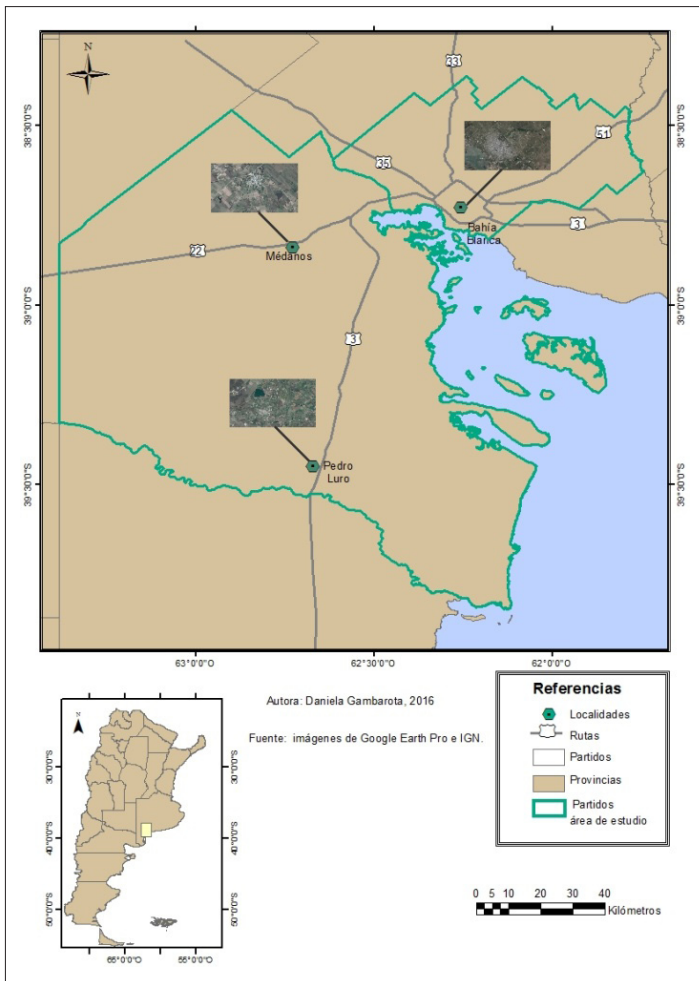 N
33
51
35
3
22
3
Bahía
Blanca
Médanos
Pedro
Luro
38°30'0"S
39°0'0"S
39°30'0"S
38°30'0"S
39°0'0"S
39°30'0"S
63°0'0"O
62°30'0"O
62°0'0"O
Autora: Daniela Gambarota, 2016
Fuente: imágenes de Google Earth Pro e IGN.
Referencias
Localidades
Rutas
Partidos
Provincias
Partidos
área de estudio
N
30°0'0"S
40°0'0"S
50°0'0"S
30°0'0"S
40°0'0"S
50°0'0"S
65°0'0"O
55°0'0"O
0 5 10 20 30 40
Kilómetros